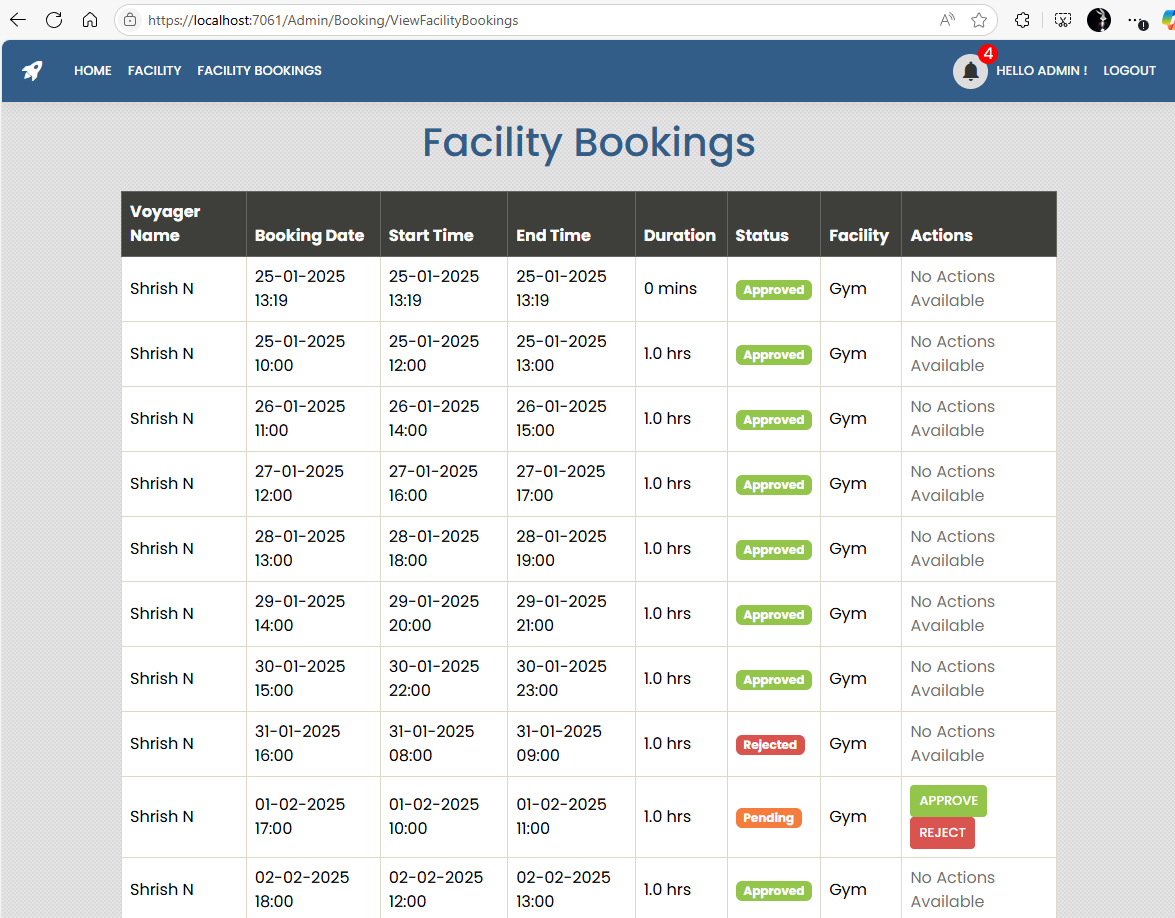 https://localhost:7061/Admin/Booking/ViewFacilityBookings
HOME FACILITY FACILITY BOOKINGS 4 HELLO ADMIN ! LOGOUT
Facility Bookings
Voyager Name Booking Date Start Time End Time Duration Status Facility Actions
Shrish N 25-01-2025 13:19 25-01-2025 13:19 25-01-2025 13:19 0 mins Approved Gym No Actions Available
Shrish N 25-01-2025 10:00 25-01-2025 12:00 25-01-2025 13:00 1.0 hrs Approved Gym No Actions Available
Shrish N 26-01-2025 11:00 26-01-2025 14:00 26-01-2025 15:00 1.0 hrs Approved Gym No Actions Available
Shrish N 27-01-2025 12:00 27-01-2025 16:00 27-01-2025 17:00 1.0 hrs Approved Gym No Actions Available
Shrish N 28-01-2025 13:00 28-01-2025 18:00 28-01-2025 19:00 1.0 hrs Approved Gym No Actions Available
Shrish N 29-01-2025 14:00 29-01-2025 20:00 29-01-2025 21:00 1.0 hrs Approved Gym No Actions Available
Shrish N 30-01-2025 15:00 30-01-2025 22:00 30-01-2025 23:00 1.0 hrs Approved Gym No Actions Available
Shrish N 31-01-2025 16:00 31-01-2025 08:00 31-01-2025 09:00 1.0 hrs Rejected Gym No Actions Available
Shrish N 01-02-2025 17:00 01-02-2025 10:00 01-02-2025 11:00 1.0 hrs Pending Gym APPROVE REJECT
Shrish N 02-02-2025 18:00 02-02-2025 12:00 02-02-2025 13:00 1.0 hrs Approved Gym No Actions Available